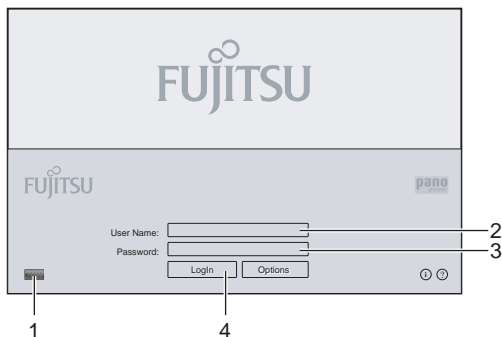 FUJITSU
FUJITSU
pano
User Name:
2
Password:
3
LogIn
Options
i ?
1
4